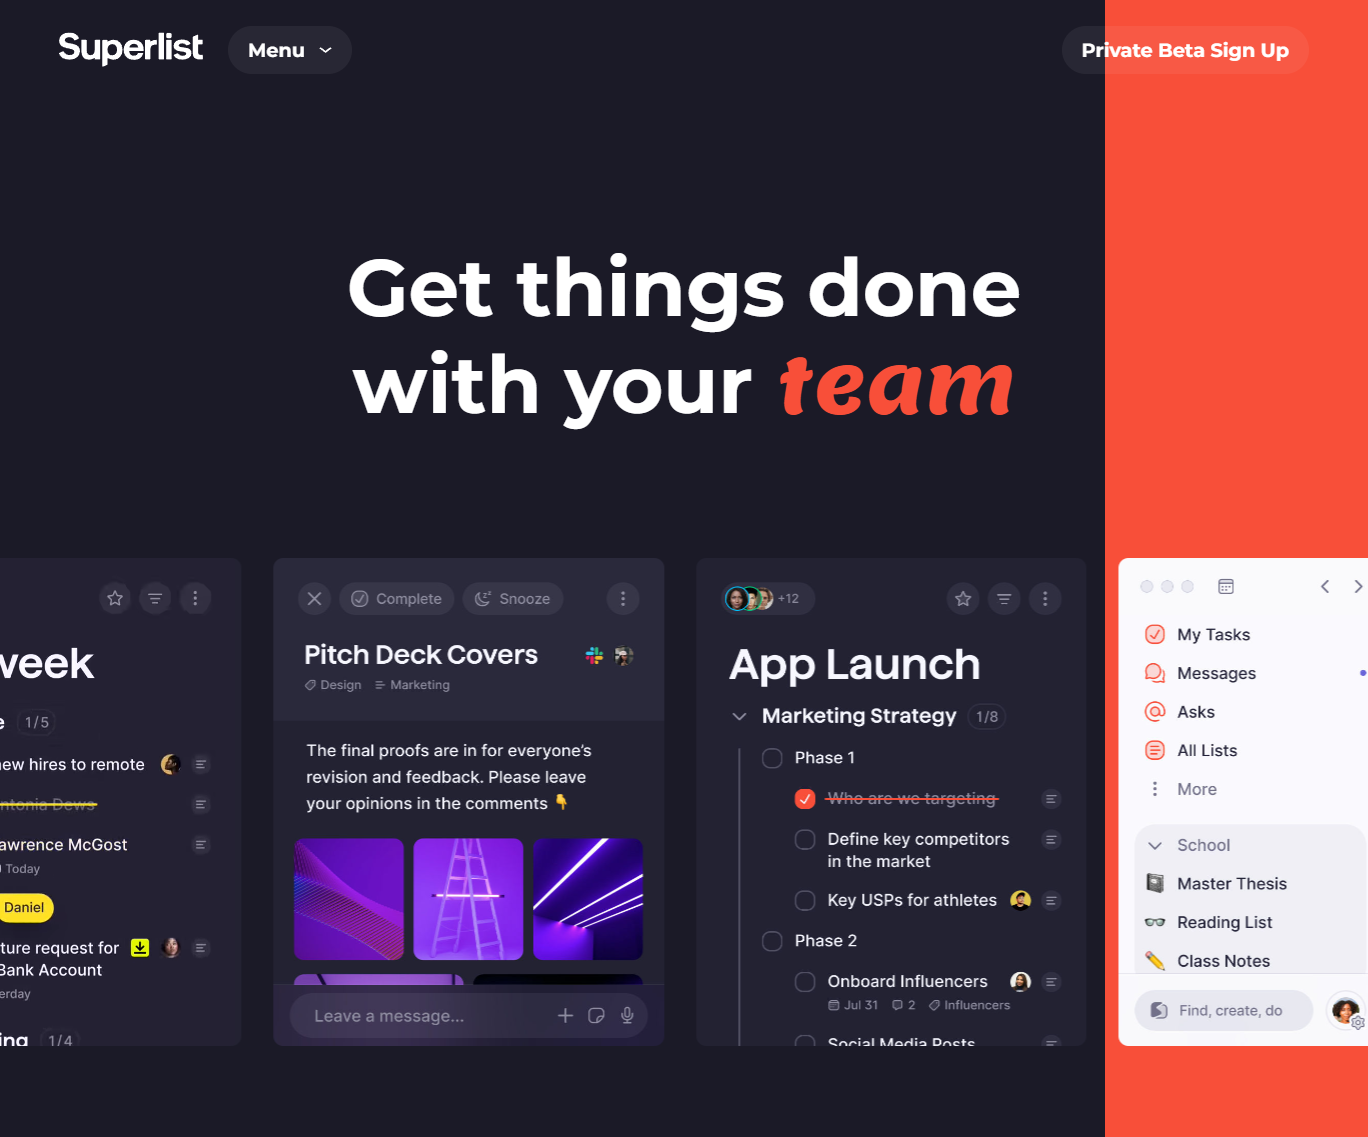 Superlist
Menu
Private Beta Sign Up
Get things done
with your team
week
1/5
new hires to remote
Antonia Dews
Lawrence McGost
Today
Daniel
ture request for
Bank Account
erday
ing 1/4
Complete
Snooze
Pitch Deck Covers
Design
Marketing
The final proofs are in for everyone's
revision and feedback. Please leave
your opinions in the comments 👇
Leave a message...
+12
App Launch
Marketing Strategy 1/8
Phase 1
Who are we targeting
Define key competitors
in the market
Key USPs for athletes
Phase 2
Onboard Influencers
Jul 31 2 Influencers
Social Media Posts
My Tasks
Messages
Asks
All Lists
More
School
Master Thesis
Reading List
Class Notes
Find, create, do